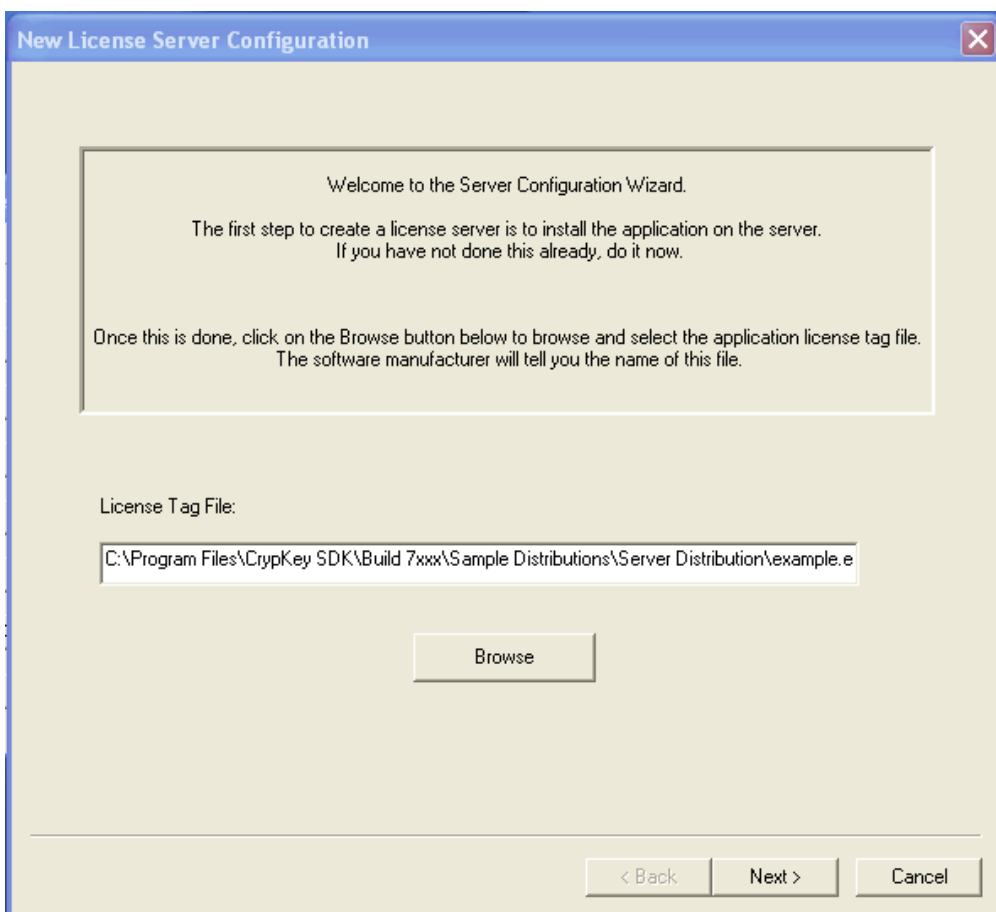 New License Server Configuration
Welcome to the Server Configuration Wizard.
The first step to create a license server is to install the application on the server.
If you have not done this already, do it now.
Once this is done, click on the Browse button below to browse and select the application license tag file.
The software manufacturer will tell you the name of this file.
License Tag File:
C:\Program Files\CrypKey SDK\Build 7xxx\Sample Distributions\Server Distribution\example.e
Browse
< Back
Next >
Cancel